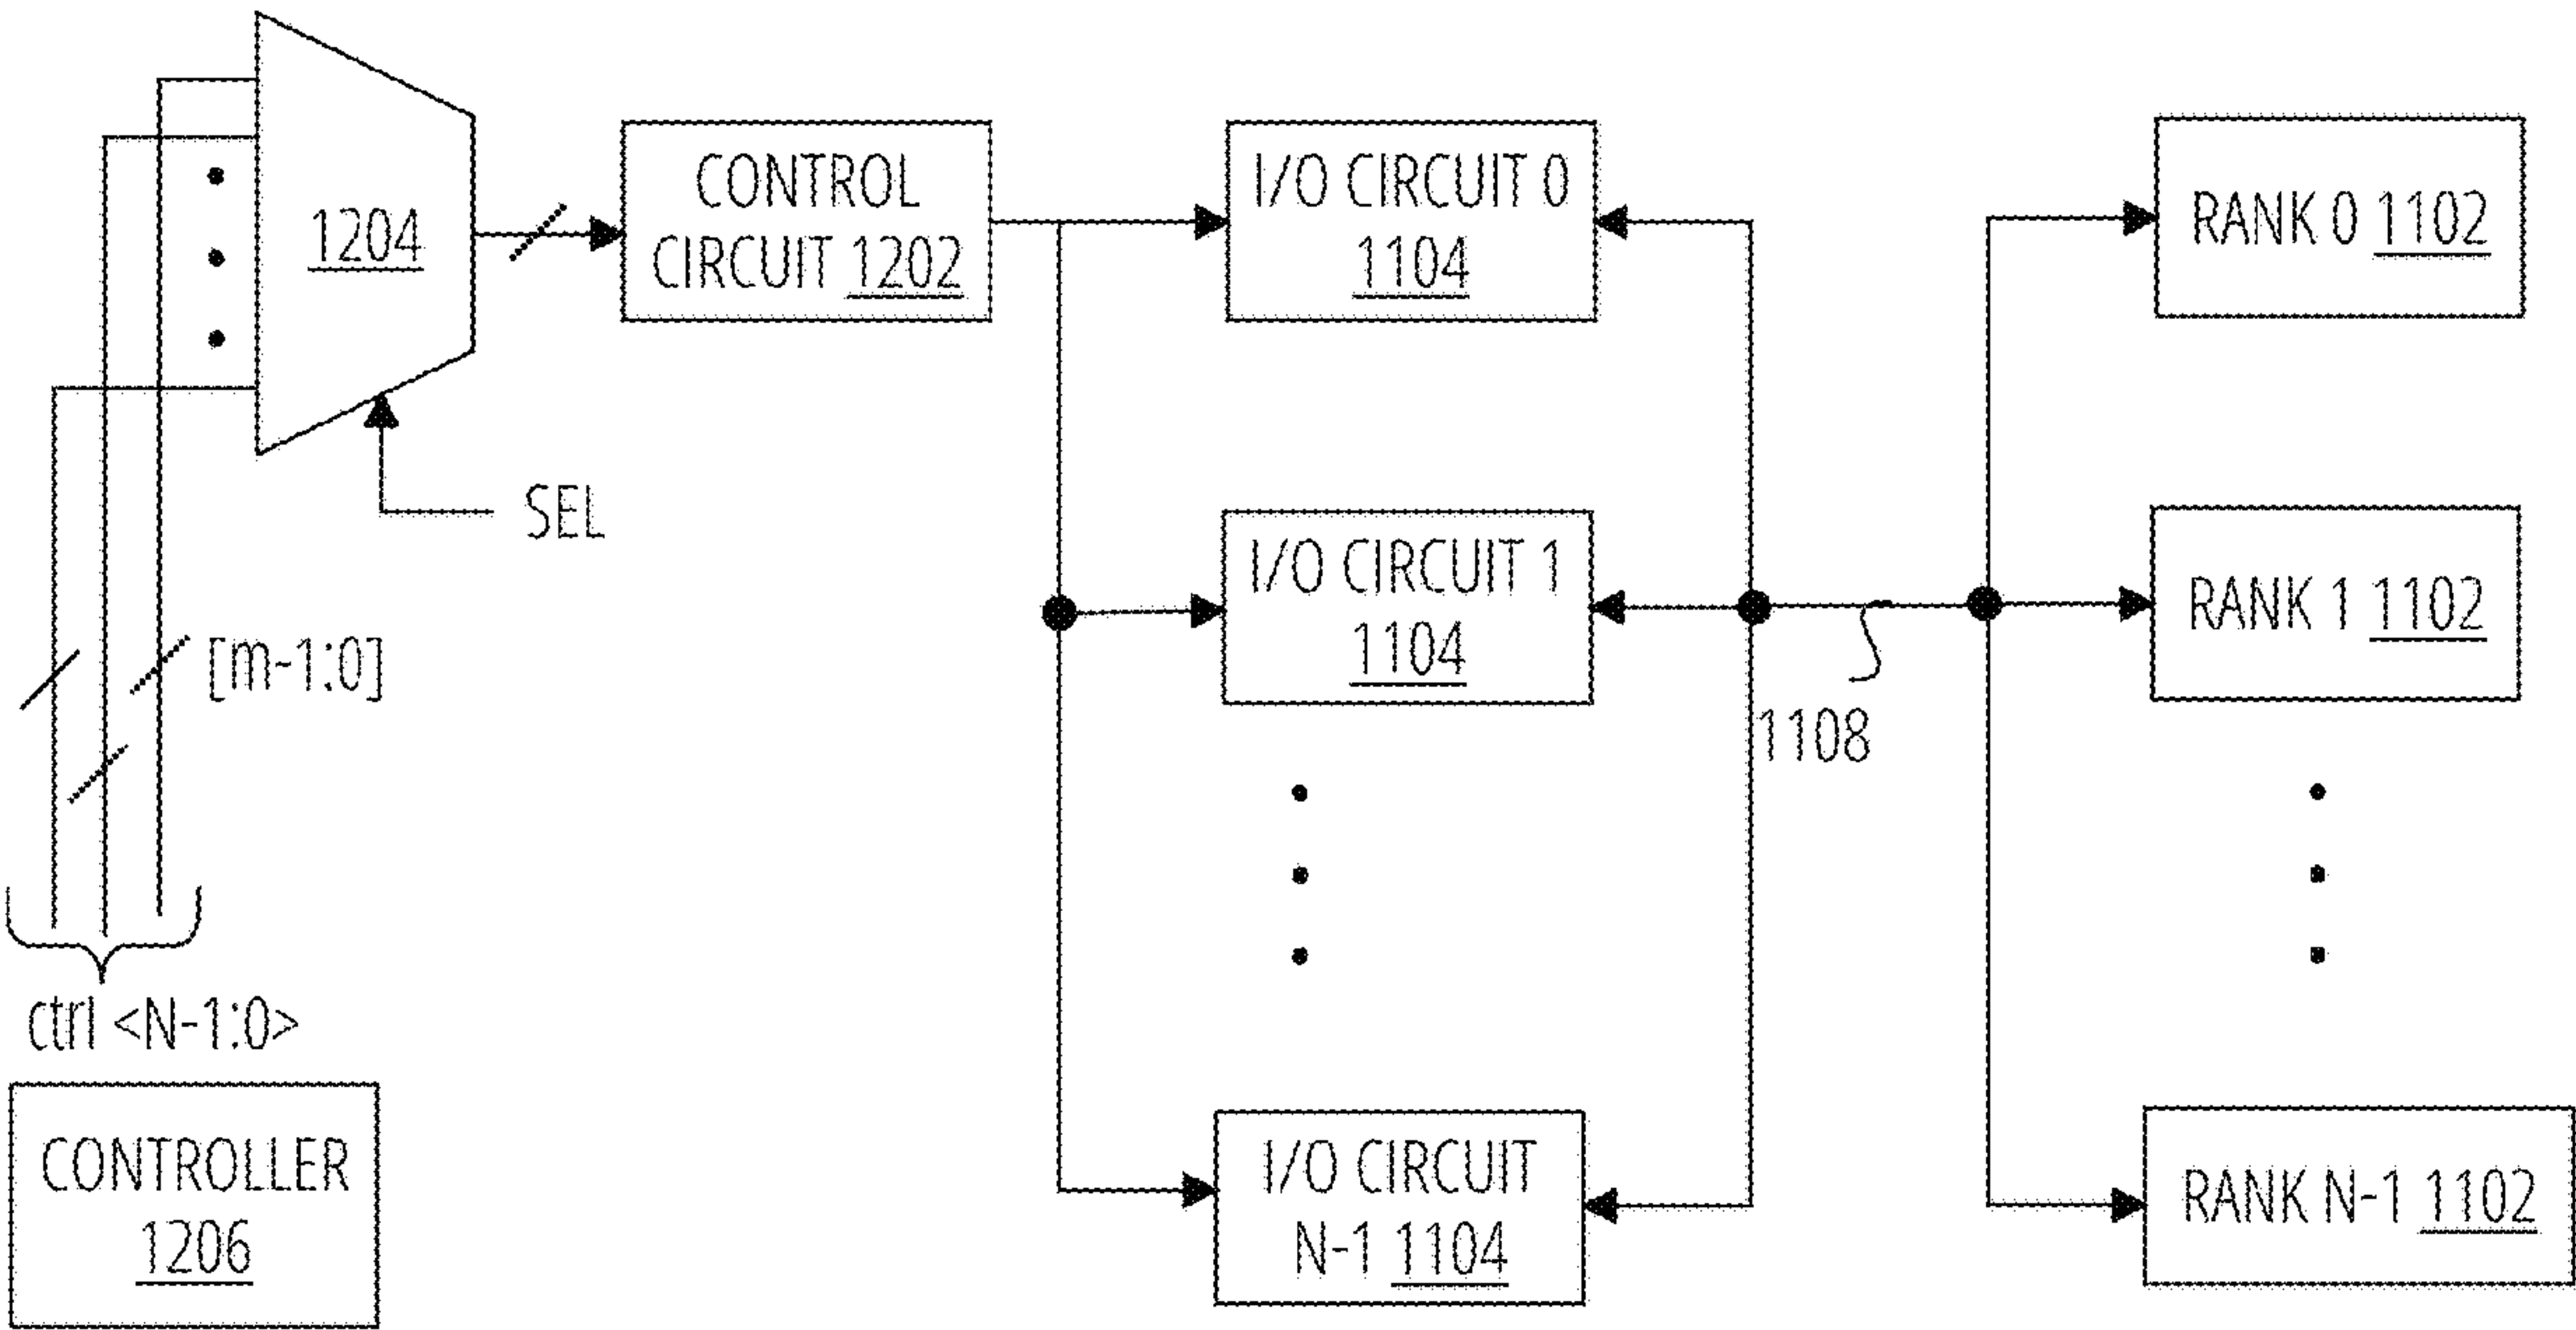 1204
CONTROL
CIRCUIT 1202
I/O CIRCUIT 0
1104
RANK 0 1102
SEL
I/O CIRCUIT 1
1104
RANK 1 1102
[m-1:0]
1108
ctrl <N-1:0>
CONTROLLER
1206
I/O CIRCUIT
N-1 1104
RANK N-1 1102